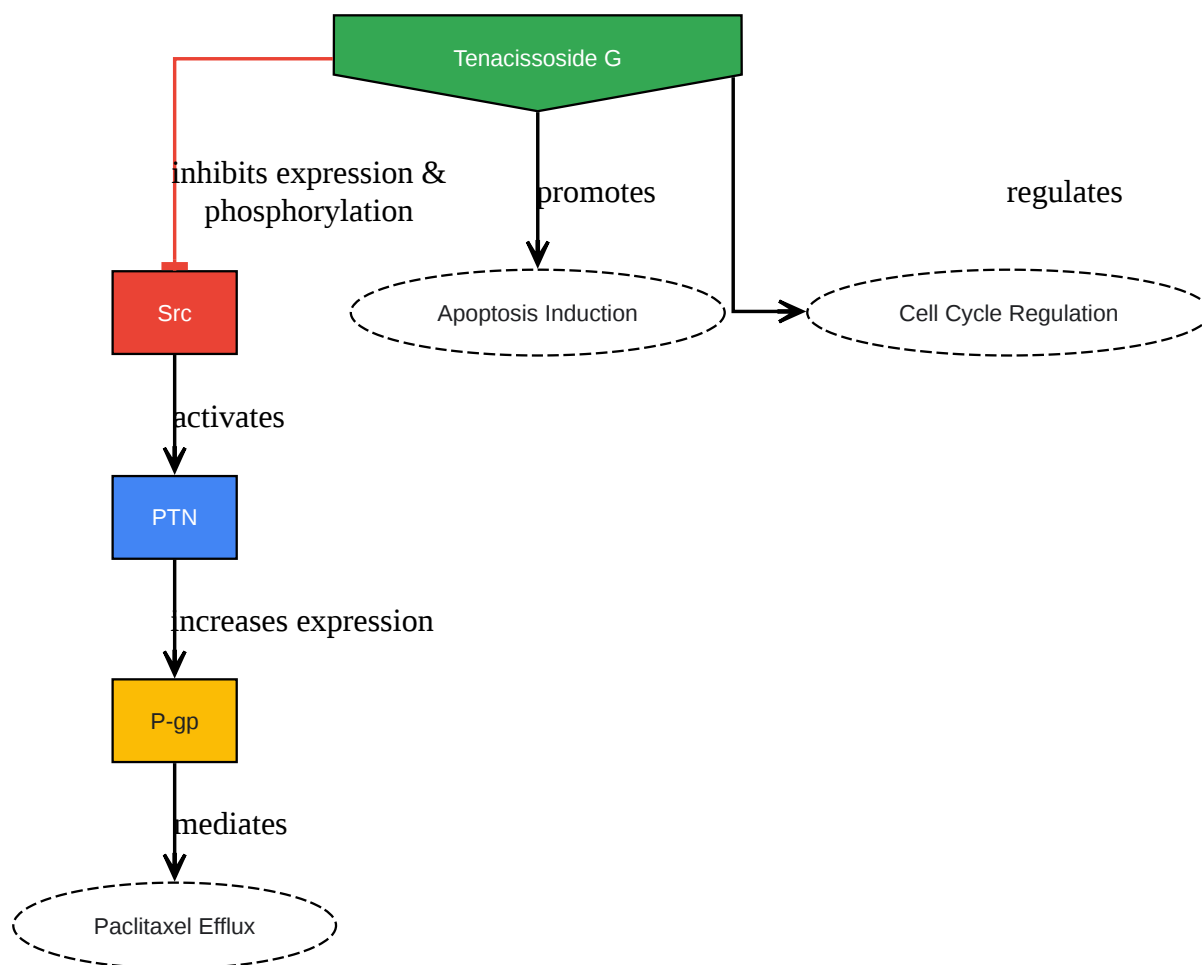 Tenacissoside G
inhibits expression &
phosphorylation
promotes
regulates
Src
Apoptosis Induction
Cell Cycle Regulation
activates
PTN
increases expression
P-gp
mediates
Paclitaxel Efflux